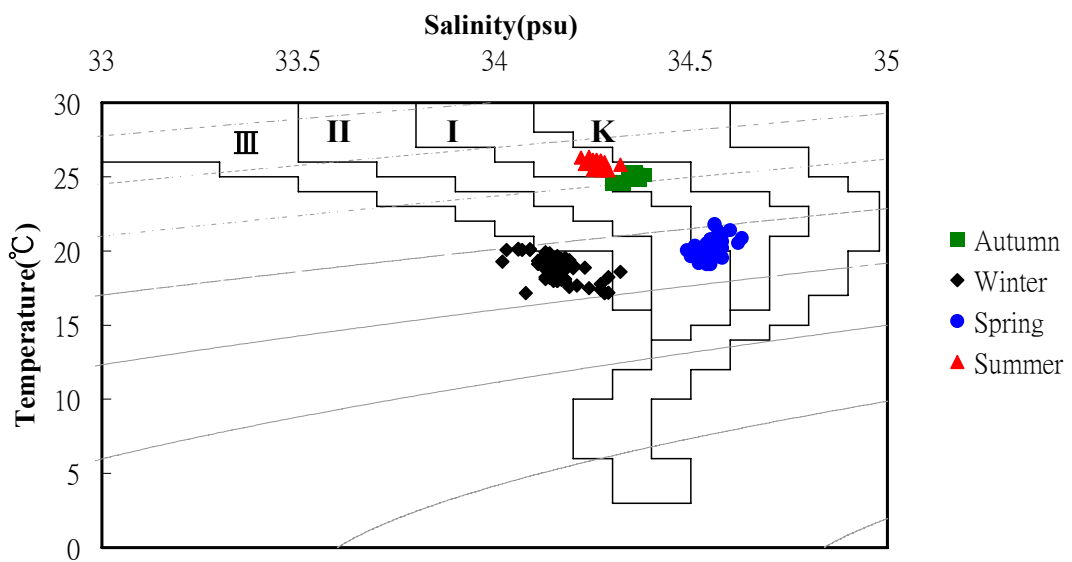 Salinity(psu)
33 33.5 34 34.5 35
30
25
20
15
10
5
0
Temperature(℃)
Ⅲ II I K
Autumn
Winter
Spring
Summer